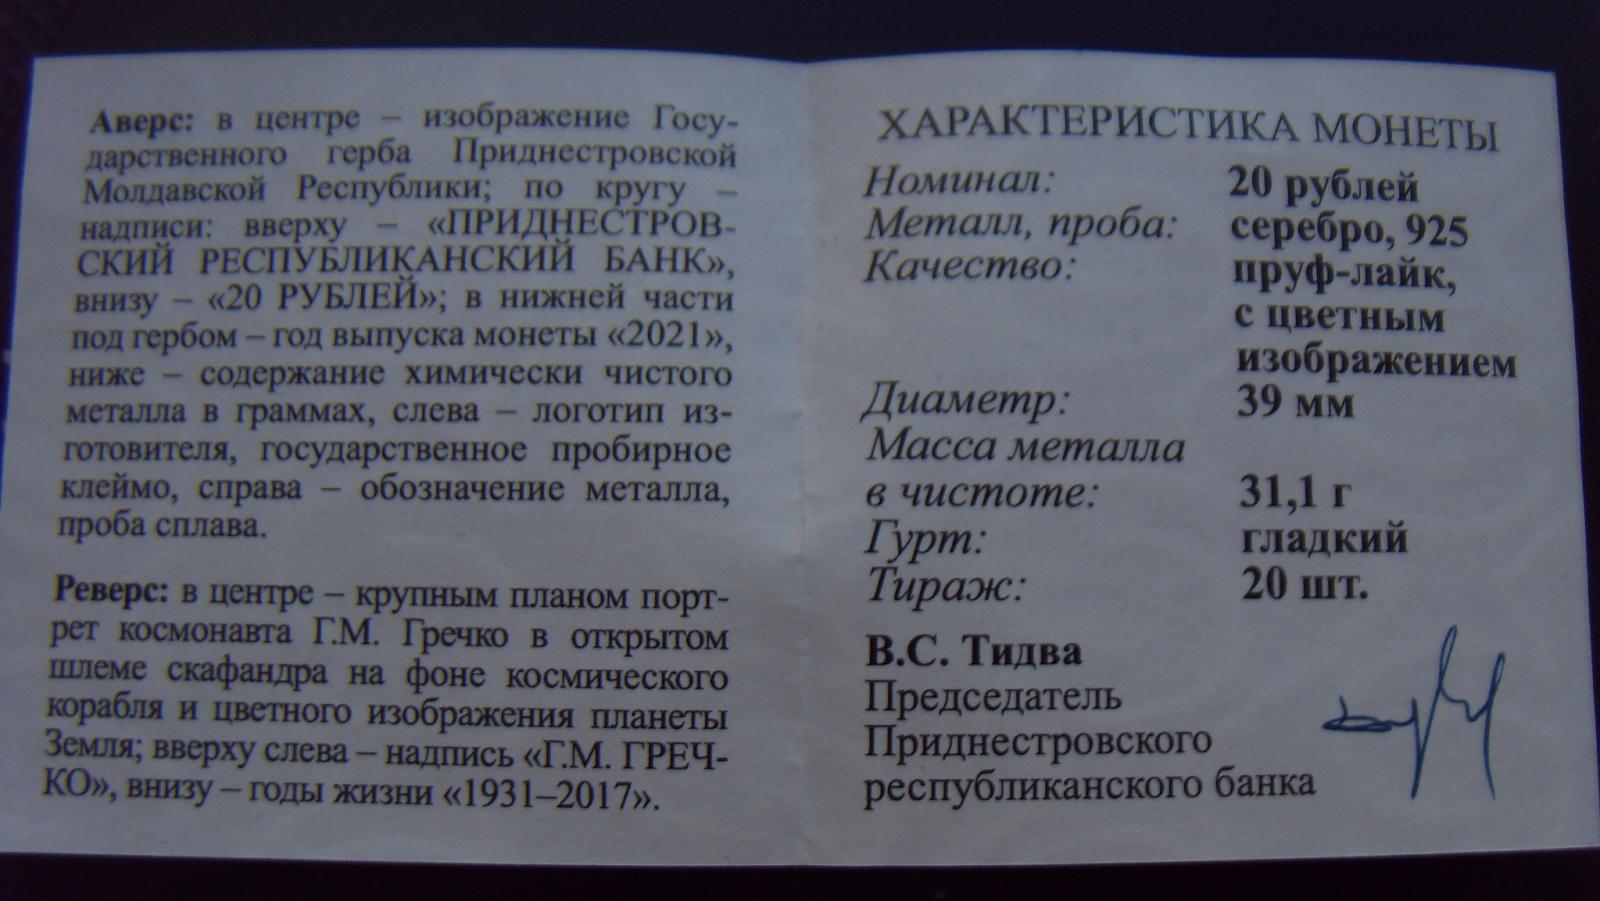 Аверс: в центре – изображение Госу-
дарственного герба Приднестровской
Молдавской Республики; по кругу –
надписи: вверху – «ПРИДНЕСТРОВ-
СКИЙ РЕСПУБЛИКАНСКИЙ БАНК»,
внизу – «20 РУБЛЕЙ»; в нижней части
под гербом – год выпуска монеты «2021»,
ниже – содержание химически чистого
металла в граммах, слева – логотип из-
готовителя, государственное пробирное
клеймо, справа – обозначение металла,
проба сплава.
Реверс: в центре – крупным планом порт-
рет космонавта Г.М. Гречко в открытом
шлеме скафандра на фоне космического
корабля и цветного изображения планеты
Земля; вверху слева – надпись «Г.М. ГРЕЧ-
КО», внизу – годы жизни «1931–2017».
ХАРАКТЕРИСТИКА МОНЕТЫ
Номинал: 20 рублей
Металл, проба: серебро, 925
Качество: пруф-лайк,
с цветным
изображением
Диаметр: 39 мм
Масса металла
в чистоте: 31,1 г
Гурт: гладкий
Тираж: 20 шт.
В.С. Тидва
Председатель
Приднестровского
республиканского банка